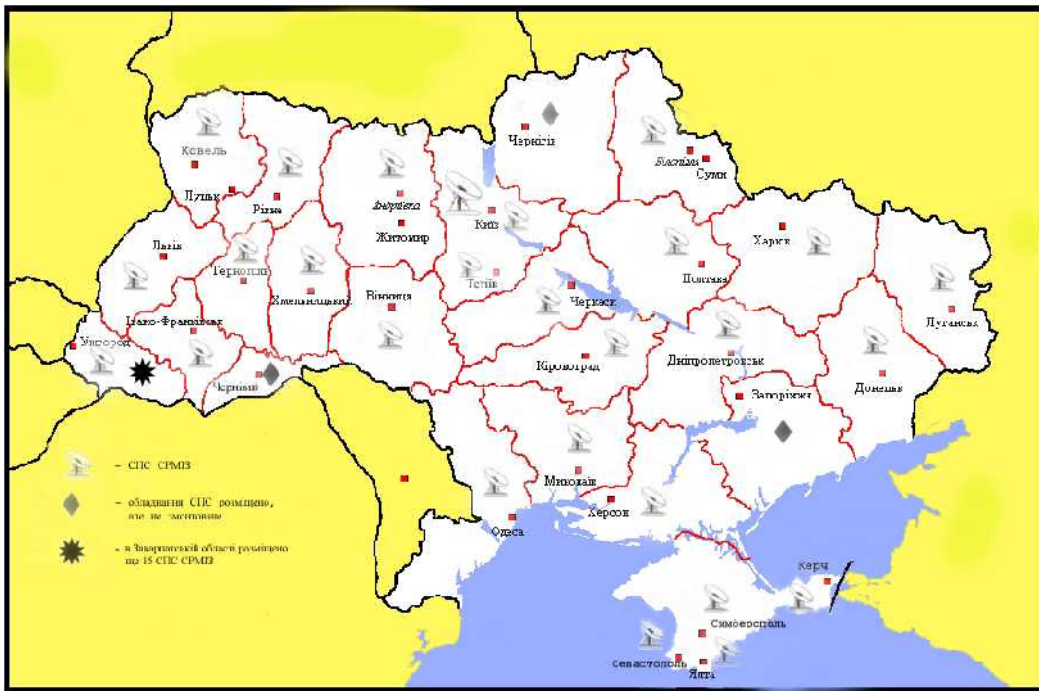 Чернігів
Суми
Ковель
Луцьк
Рівне
Житомир
Київ
Харків
Львів
Тернопіль
Хмельницький
Вінниця
Тетіїв
Черкаси
Полтава
Луганськ
Івано-Франківськ
Ужгород
Чернівці
Кіровоград
Дніпропетровськ
Донецьк
Запоріжжя
Миколаїв
Херсон
Одеса
Керч
Сімферополь
Севастополь
Ялта
- СПС СРМІЗ
- обладнання СПС розміщено,
але не змонтоване
- в Закарпатській області розміщено
ще 15 СПС СРМІЗ